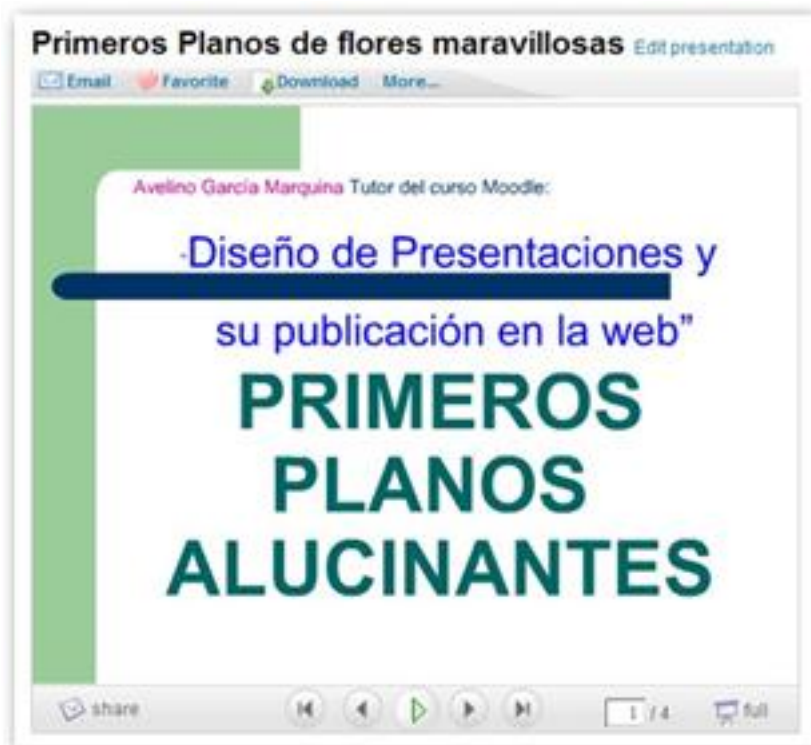 Primeros Planos de flores maravillosas Edit presentation
Email Favorite Download More...
Avelino García Marquina Tutor del curso Moodle:
-Diseño de Presentaciones y
su publicación en la web”
PRIMEROS
PLANOS
ALUCINANTES
share 1 / 4 full